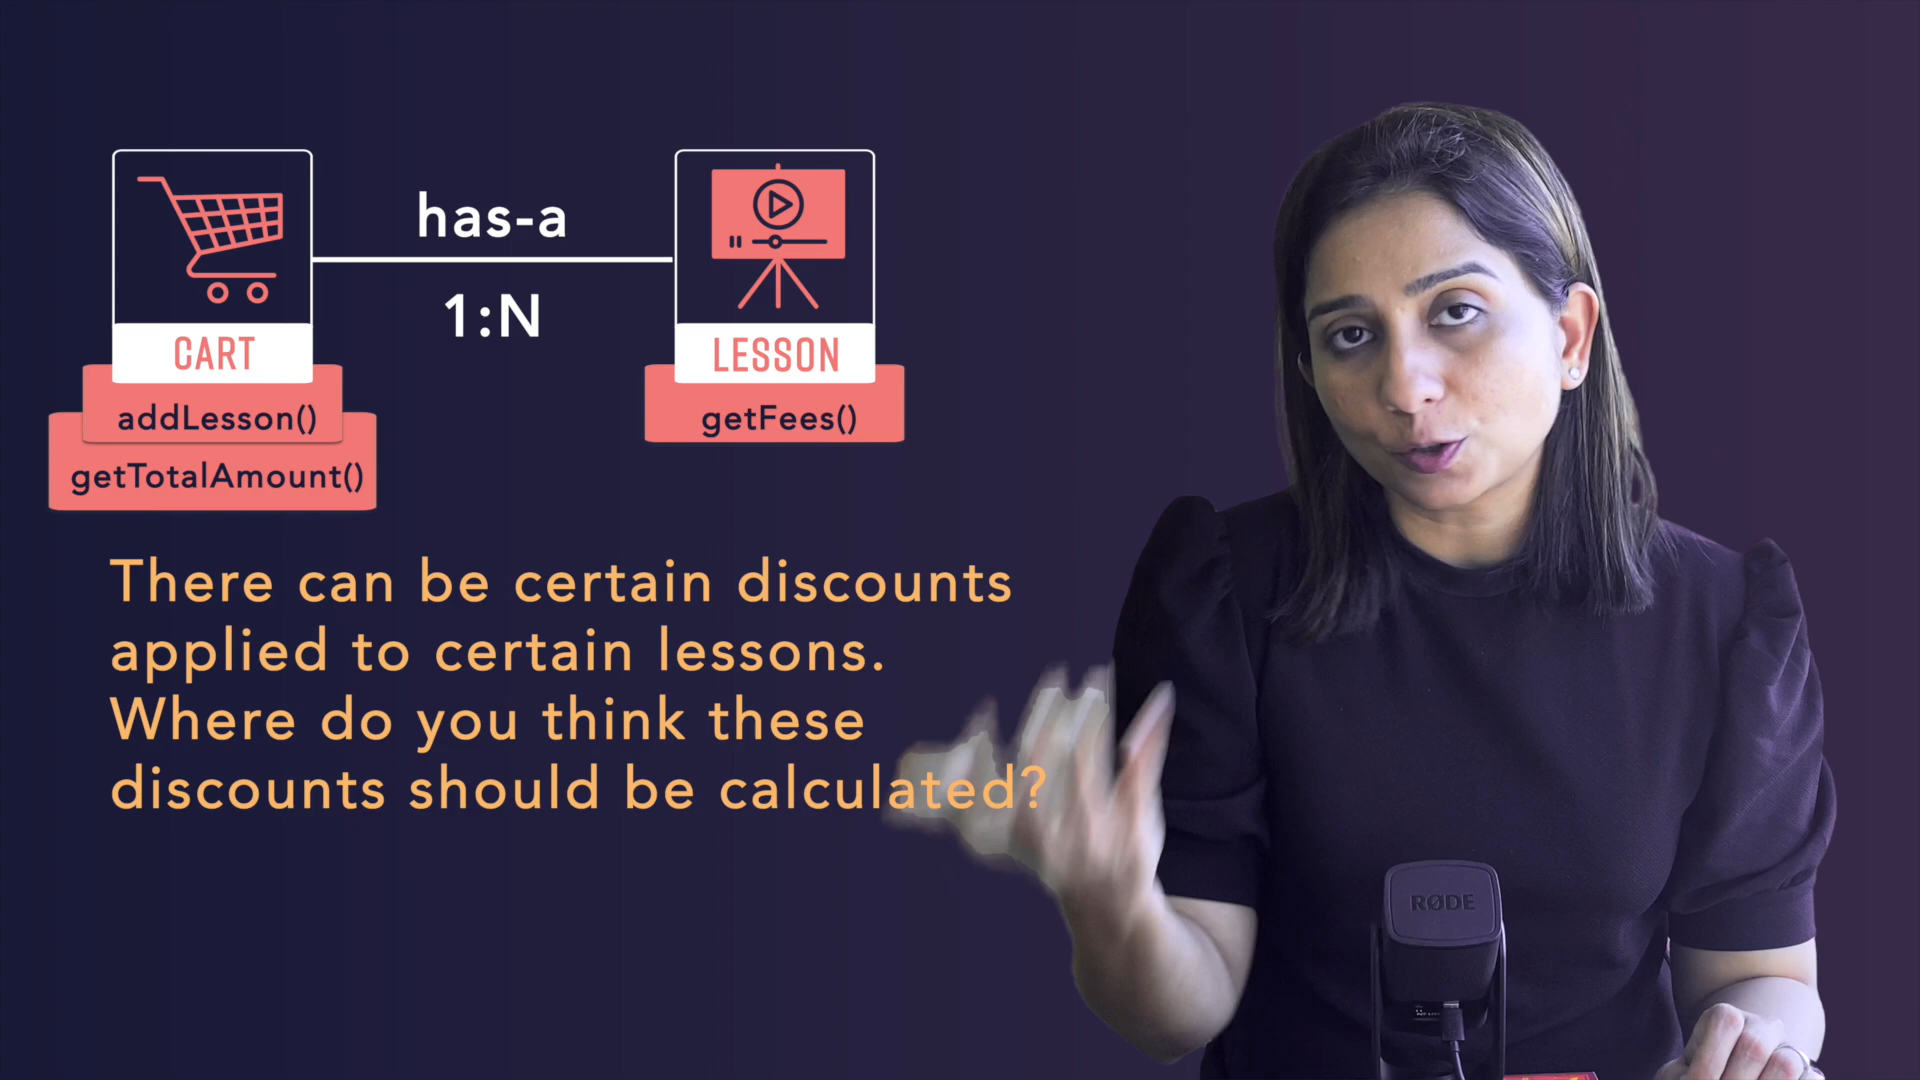 has-a
1:N
CART
LESSON
addLesson()
getFees()
getTotalAmount()
There can be certain discounts
applied to certain lessons.
Where do you think these
discounts should be calculated?
RØDE